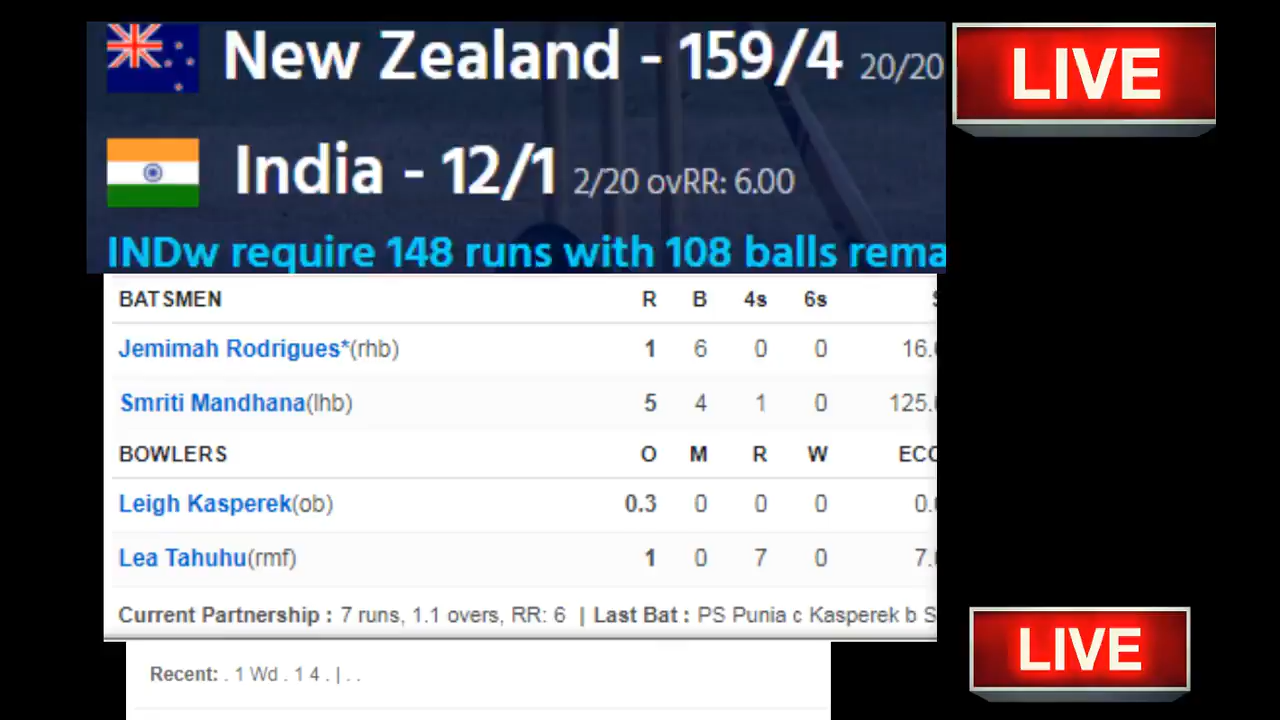 New Zealand - 159/4 20/20
LIVE
India - 12/1 2/20 ovRR: 6.00
INDw require 148 runs with 108 balls rema
BATSMEN R B 4s 6s
Jemimah Rodrigues*(rhb) 1 6 0 0 16.
Smriti Mandhana(lhb) 5 4 1 0 125.
BOWLERS O M R W EC
Leigh Kasperek(ob) 0.3 0 0 0 0.
Lea Tahuhu(rmf) 1 0 7 0 7.
Current Partnership : 7 runs, 1.1 overs, RR: 6 | Last Bat : PS Punia c Kasperek b S
LIVE
Recent: . 1 Wd . 1 4 . | . .